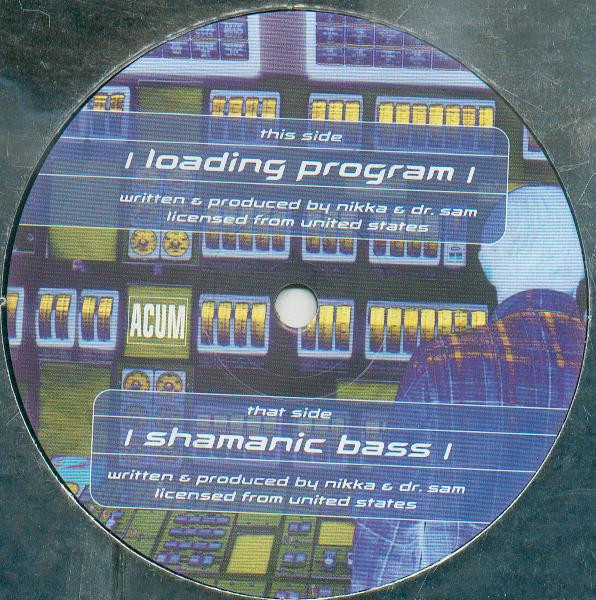 this side
| loading program |
written & produced by nikka & dr. sam
licensed from united states
ACUM
that side
| shamanic bass |
written & produced by nikka & dr. sam
licensed from united states